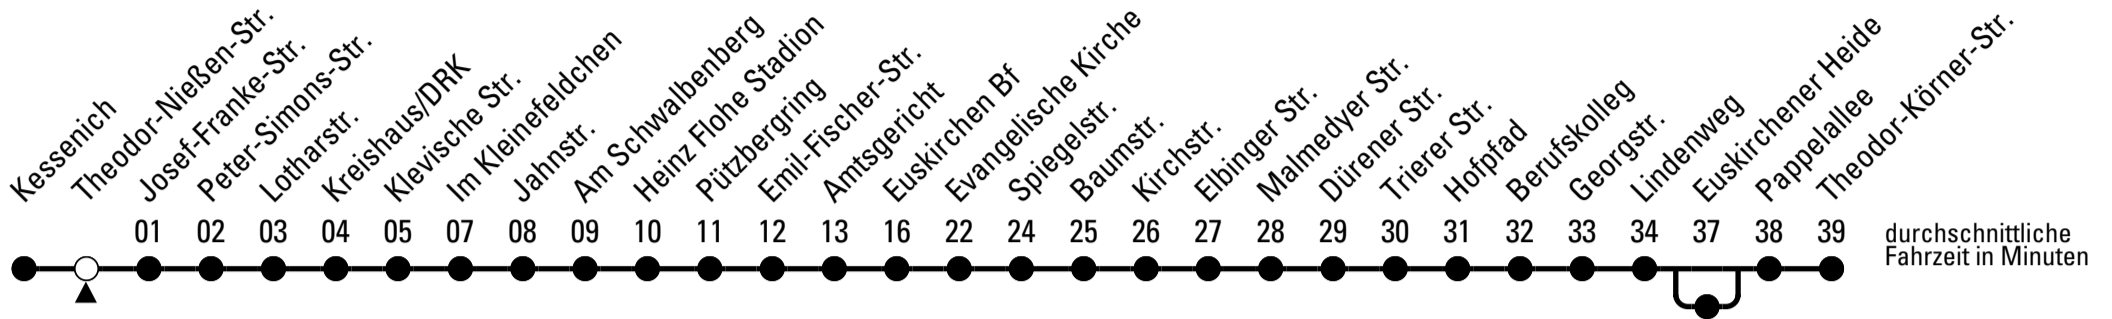 Kessenich
Theodor-Nießen-Str.
Josef-Franke-Str.
Peter-Simons-Str.
Lotharstr.
Kreishaus/DRK
Klevische Str.
Im Kleinefeldchen
Jahnstr.
Am Schwalbenberg
Heinz Flohe Stadion
Pützbergring
Emil-Fischer-Str.
Amtsgericht
Euskirchen Bf
Evangelische Kirche
Spiegelstr.
Baumstr.
Kirchstr.
Elbinger Str.
Malmedyer Str.
Dürener Str.
Trierer Str.
Hofpfad
Berufskolleg
Georgstr.
Lindenweg
Euskirchener Heide
Pappelallee
Theodor-Körner-Str.
01 02 03 04 05 07 08 09 10 11 12 13 16 22 24 25 26 27 28 29 30 31 32 33 34 37 38 39
durchschnittliche
Fahrzeit in Minuten